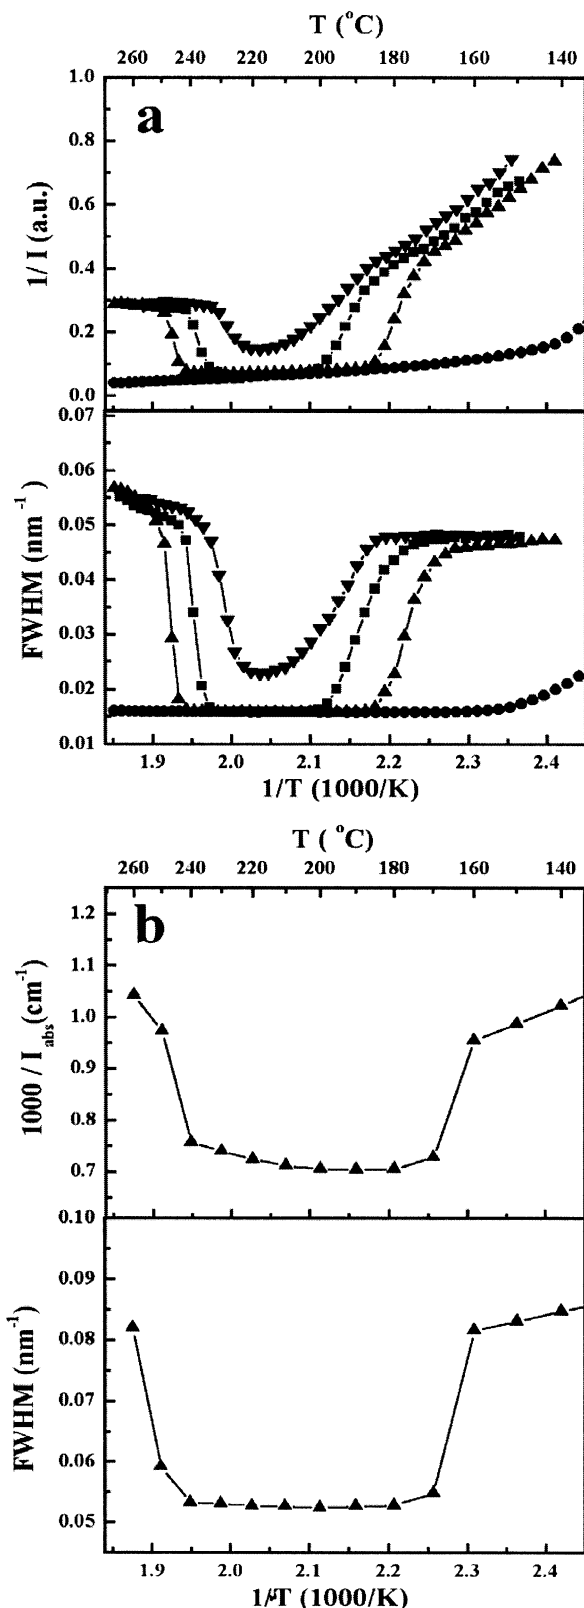 T (°C)
260 240 220 200 180 160 140
a
1.0
0.8
0.6
0.4
0.2
0.0
1/ I (a.u.)
0.07
0.06
0.05
0.04
0.03
0.02
0.01
FWHM (nm⁻¹)
1.9 2.0 2.1 2.2 2.3 2.4
1/T (1000/K)
T ( °C)
260 240 220 200 180 160 140
b
1.2
1.1
1.0
0.9
0.8
0.7
1000 / I_abs (cm⁻¹)
0.10
0.09
0.08
0.07
0.06
0.05
FWHM (nm⁻¹)
1.9 2.0 2.1 2.2 2.3 2.4
1/T (1000/K)